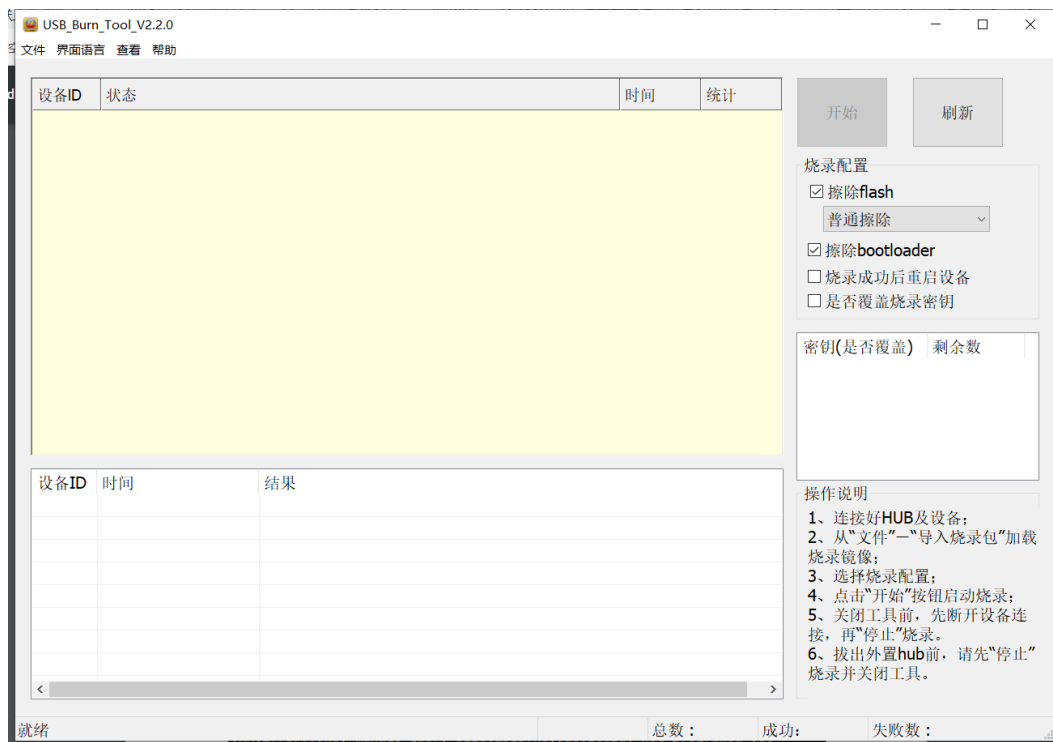 USB_Burn_Tool_V2.2.0
文件 界面语言 查看 帮助
设备ID 状态 时间 统计
开始 刷新
烧录配置
擦除flash
普通擦除
擦除bootloader
烧录成功后重启设备
是否覆盖烧录密钥
密钥(是否覆盖) 剩余数
设备ID 时间 结果
操作说明
1、连接好HUB及设备;
2、从“文件”—“导入烧录包”加载
烧录镜像;
3、选择烧录配置;
4、点击“开始”按钮启动烧录;
5、关闭工具前，先断开设备连
接，再“停止”烧录。
6、拔出外置hub前，请先“停止”
烧录并关闭工具。
就绪 总数： 成功: 失败数：